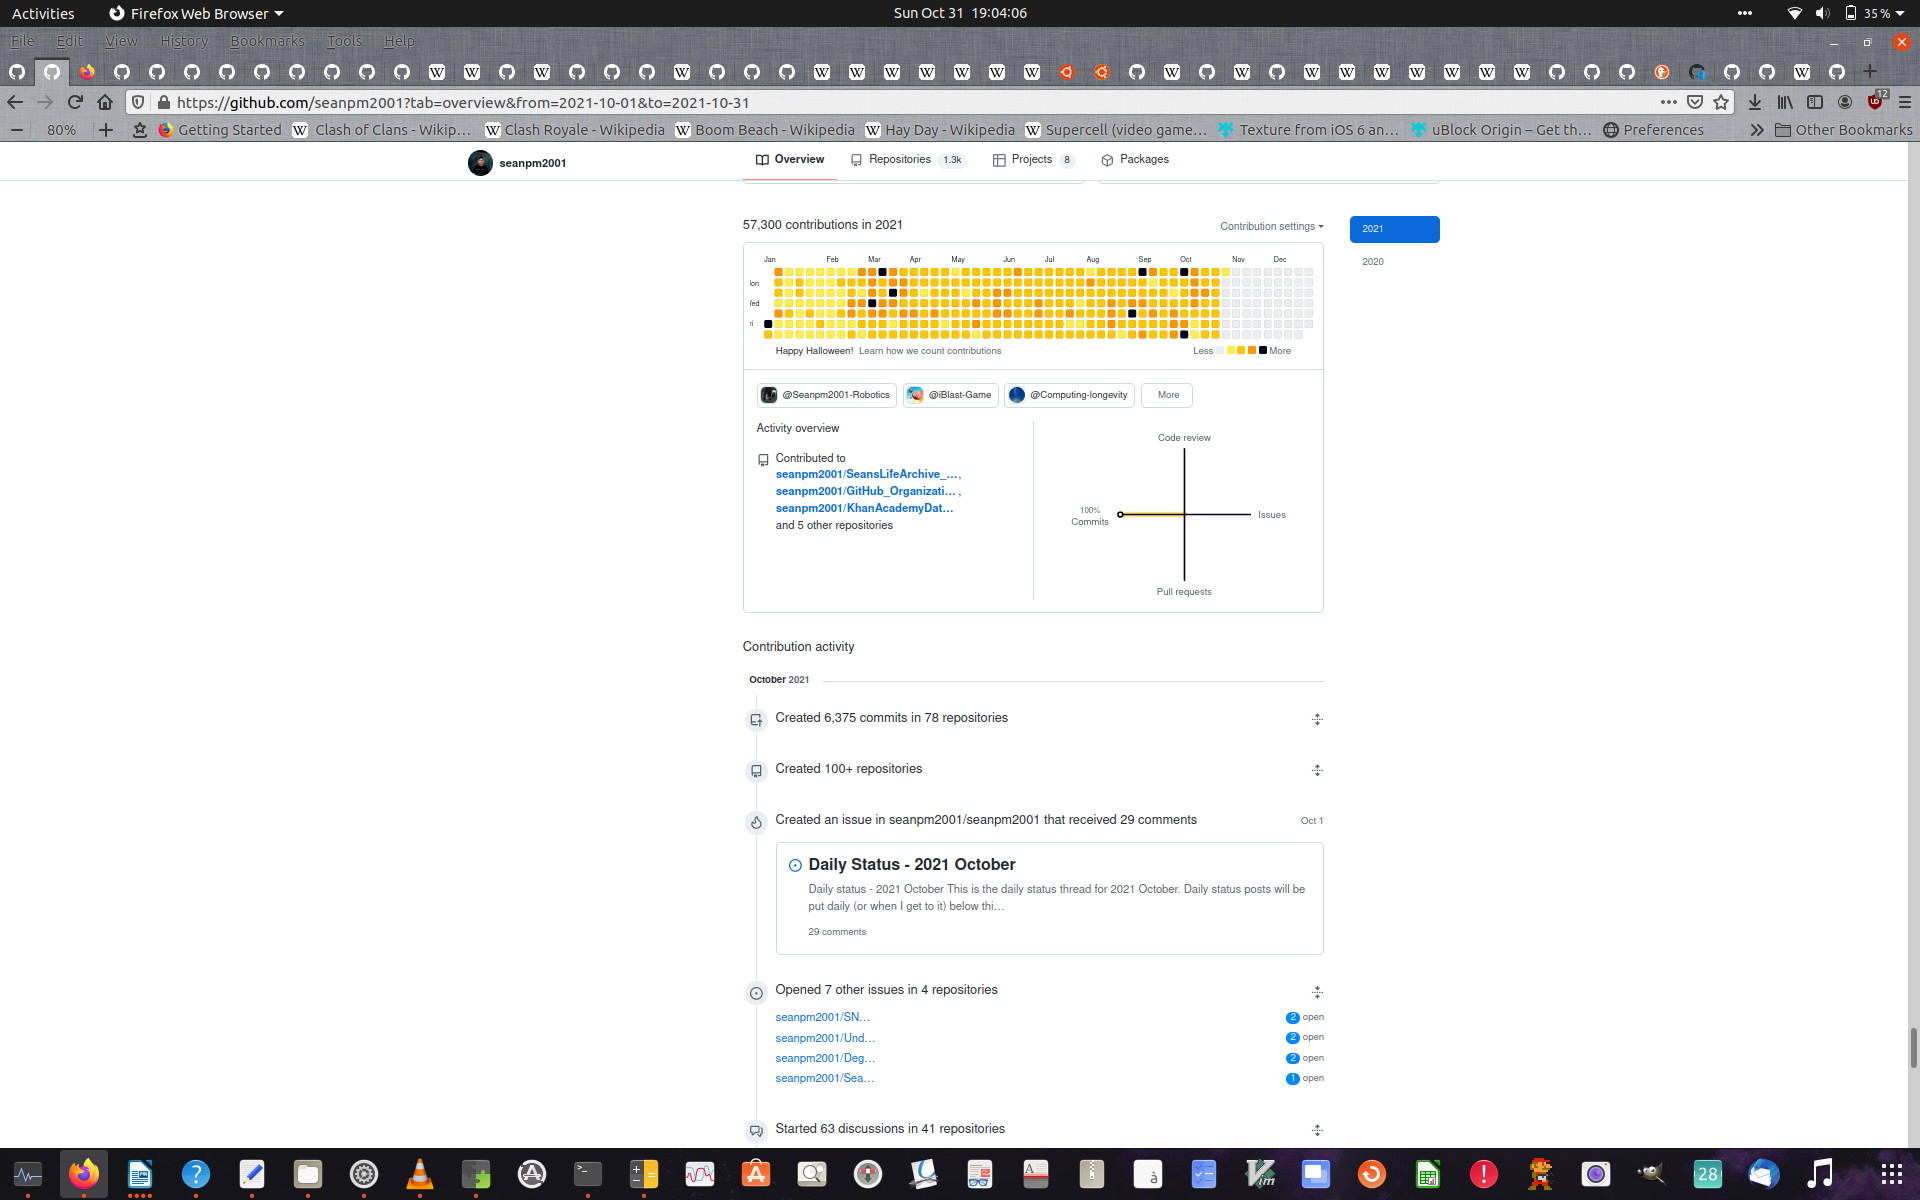 Activities
Firefox Web Browser
Sun Oct 31 19:04:06
35 %
File Edit View History Bookmarks Tools Help
https://github.com/seanpm2001?tab=overview&from=2021-10-01&to=2021-10-31
12
80%
Getting Started
Clash of Clans - Wikip…
Clash Royale - Wikipedia
Boom Beach - Wikipedia
Hay Day - Wikipedia
Supercell (video game…
Texture from iOS 6 an…
uBlock Origin – Get th…
Preferences
Other Bookmarks
seanpm2001
Overview
Repositories 1.3k
Projects 8
Packages
57,300 contributions in 2021
Contribution settings
2021
2020
Jan Feb Mar Apr May Jun Jul Aug Sep Oct Nov Dec
Happy Halloween! Learn how we count contributions
Less More
@Seanpm2001-Robotics
@iBlast-Game
@Computing-longevity
More
Activity overview
Contributed to
seanpm2001/SeansLifeArchive_…,
seanpm2001/GitHub_Organizati… ,
seanpm2001/KhanAcademyDat…
and 5 other repositories
Code review
100%
Commits
Issues
Pull requests
Contribution activity
October 2021
Created 6,375 commits in 78 repositories
Created 100+ repositories
Created an issue in seanpm2001/seanpm2001 that received 29 comments
Oct 1
Daily Status - 2021 October
Daily status - 2021 October This is the daily status thread for 2021 October. Daily status posts will be
put daily (or when I get to it) below thi…
29 comments
Opened 7 other issues in 4 repositories
seanpm2001/SN… 2 open
seanpm2001/Und… 2 open
seanpm2001/Deg… 2 open
seanpm2001/Sea… 1 open
Started 63 discussions in 41 repositories
28